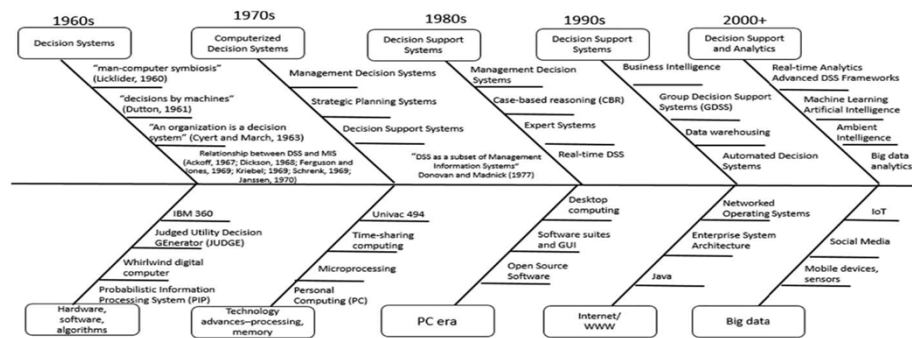 1960s
Decision Systems
"man-computer symbiosis"
(Licklider, 1960)
"decisions by machines"
(Dutton, 1961)
"An organization is a decision
system" (Cyert and March, 1963)
Relationship between DSS and MIS
(Ackoff, 1967; Dickson, 1968; Ferguson and
Jones, 1969; Kriebel; 1969; Schrenk, 1969;
Janssen, 1970)
1970s
Computerized
Decision Systems
Management Decision Systems
Strategic Planning Systems
Decision Support Systems
"DSS as a subset of Management
Information Systems"
Donovan and Madnick (1977)
1980s
Decision Support
Systems
Management Decision
Systems
Case-based reasoning (CBR)
Expert Systems
Real-time DSS
1990s
Decision Support
Systems
Business Intelligence
Group Decision Support
Systems (GDSS)
Data warehousing
Automated Decision
Systems
2000+
Decision Support
and Analytics
Real-time Analytics
Advanced DSS Frameworks
Machine Learning
Artificial Intelligence
Ambient
Intelligence
Big data
analytics
IBM 360
Judged Utility Decision
GEnerator (JUDGE)
Whirlwind digital
computer
Probabilistic Information
Processing System (PIP)
Hardware,
software,
algorithms
Univac 494
Time-sharing
computing
Microprocessing
Personal
Computing (PC)
Technology
advances–processing,
memory
Desktop
computing
Software suites
and GUI
Open Source
Software
PC era
Networked
Operating Systems
Enterprise System
Architecture
Java
Internet/
WWW
IoT
Social Media
Mobile devices,
sensors
Big data